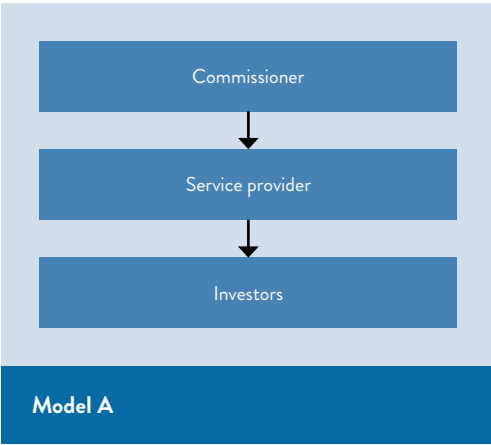 Commissioner
Service provider
Investors
Model A